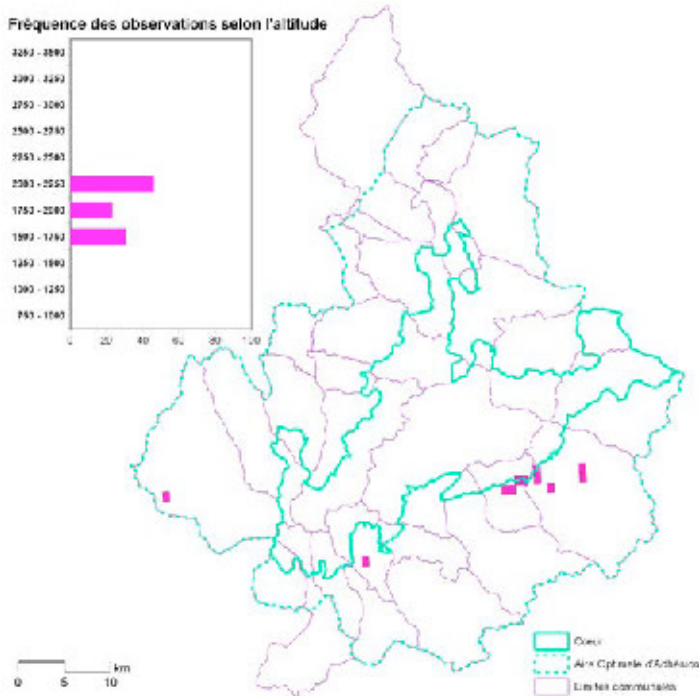 Fréquence des observations selon l'altitude
3250 - 3500
3000 - 3250
2750 - 3000
2500 - 2750
2250 - 2500
2000 - 2250
1750 - 2000
1500 - 1750
1250 - 1500
1000 - 1250
750 - 1000
0 20 40 60 80 100
Cœur
Aire Optimale d'Adhésion
Limites communales
km
0 5 10